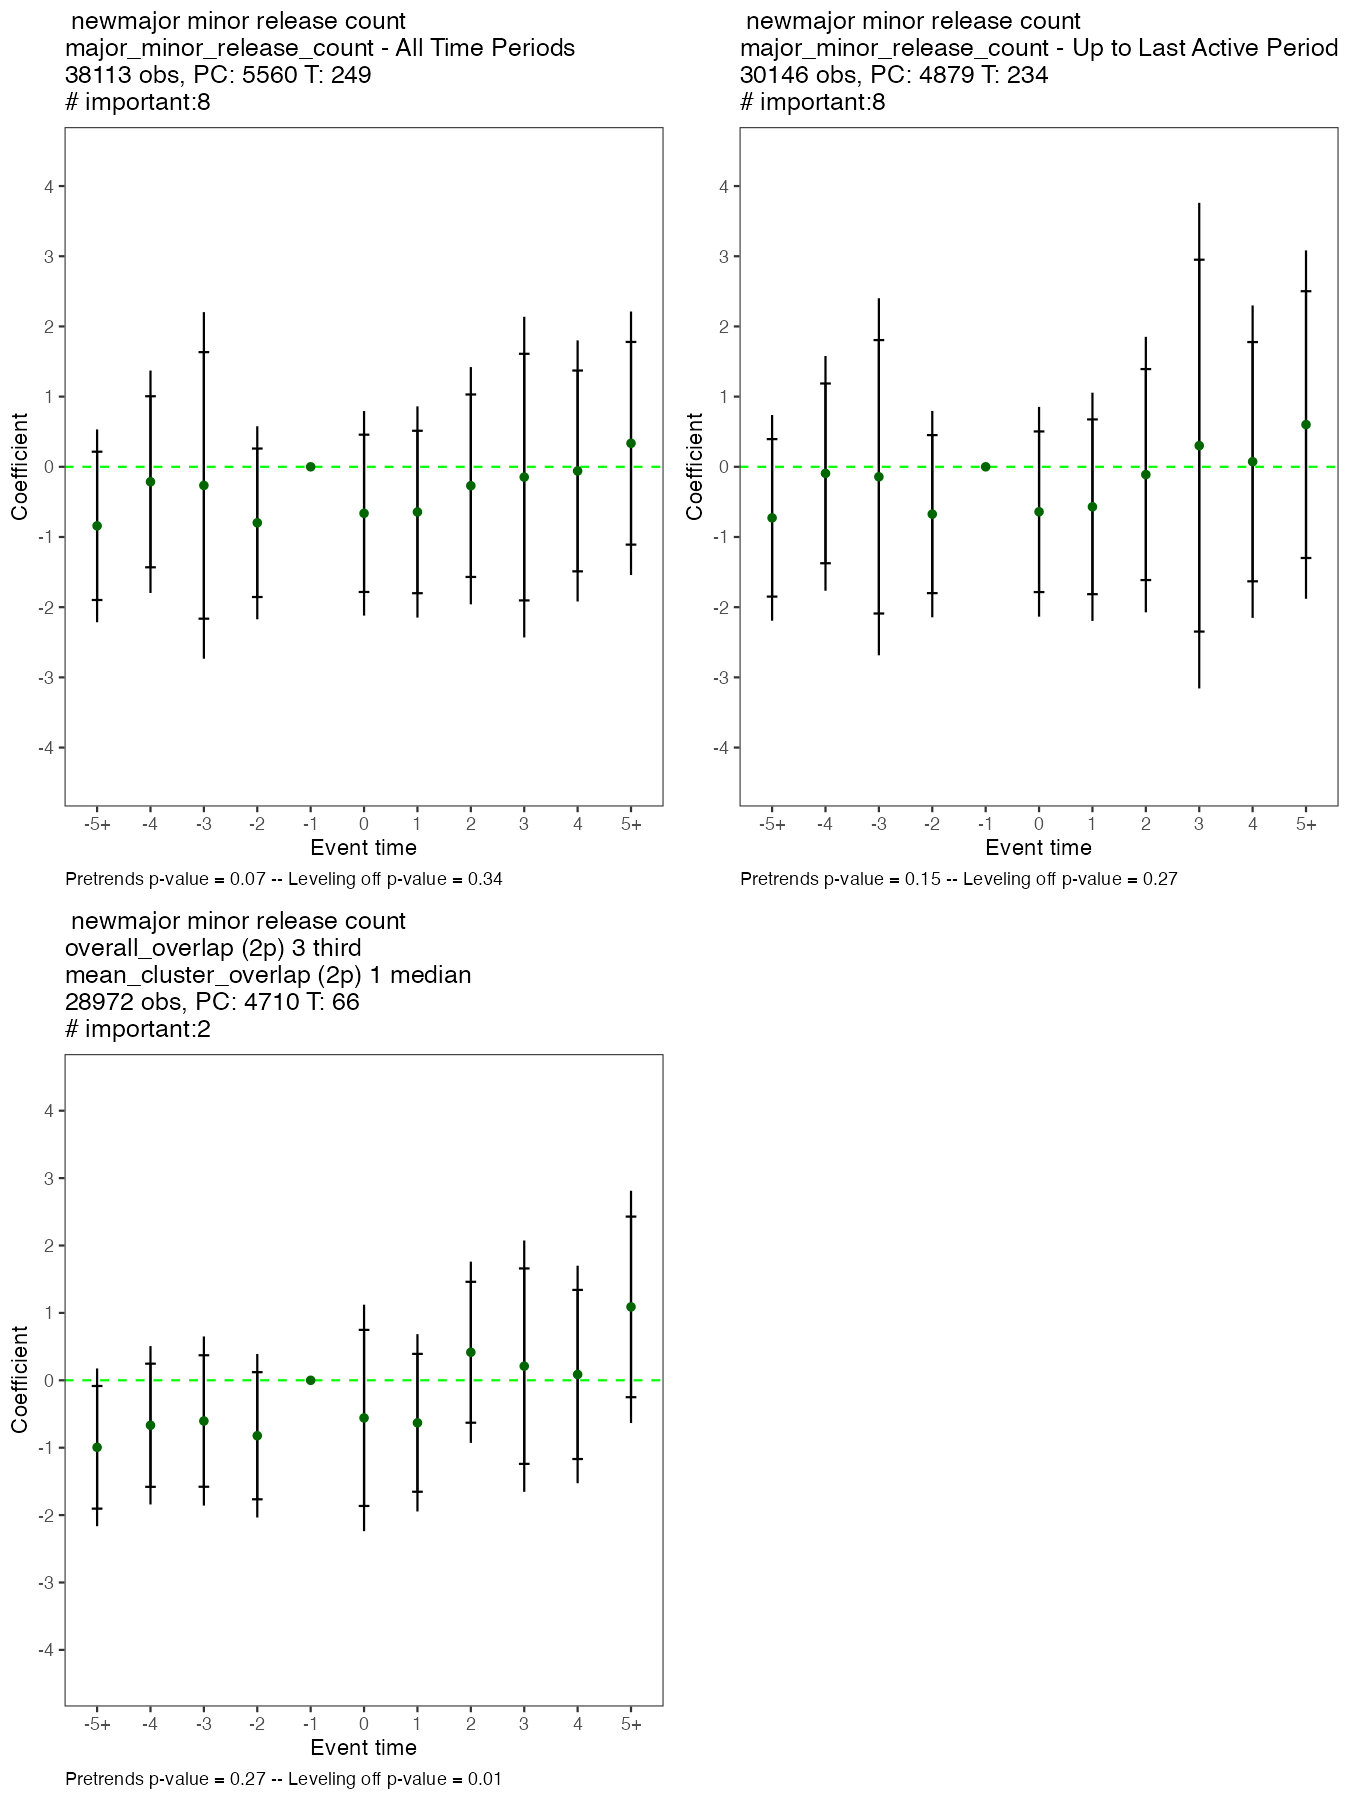 newmajor minor release count
major_minor_release_count - All Time Periods
38113 obs, PC: 5560 T: 249
# important:8
4
3
2
1
0
-1
-2
-3
-4
Coefficient
-5+ -4 -3 -2 -1 0 1 2 3 4 5+
Event time
Pretrends p-value = 0.07 -- Leveling off p-value = 0.34
newmajor minor release count
major_minor_release_count - Up to Last Active Period
30146 obs, PC: 4879 T: 234
# important:8
4
3
2
1
0
-1
-2
-3
-4
Coefficient
-5+ -4 -3 -2 -1 0 1 2 3 4 5+
Event time
Pretrends p-value = 0.15 -- Leveling off p-value = 0.27
newmajor minor release count
overall_overlap (2p) 3 third
mean_cluster_overlap (2p) 1 median
28972 obs, PC: 4710 T: 66
# important:2
4
3
2
1
0
-1
-2
-3
-4
Coefficient
-5+ -4 -3 -2 -1 0 1 2 3 4 5+
Event time
Pretrends p-value = 0.27 -- Leveling off p-value = 0.01